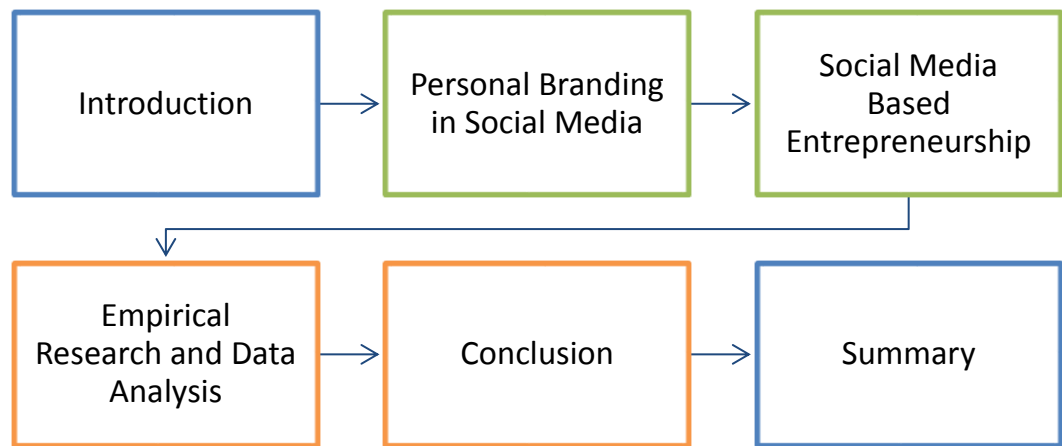 Introduction
Personal Branding
in Social Media
Social Media
Based
Entrepreneurship
Empirical
Research and Data
Analysis
Conclusion
Summary